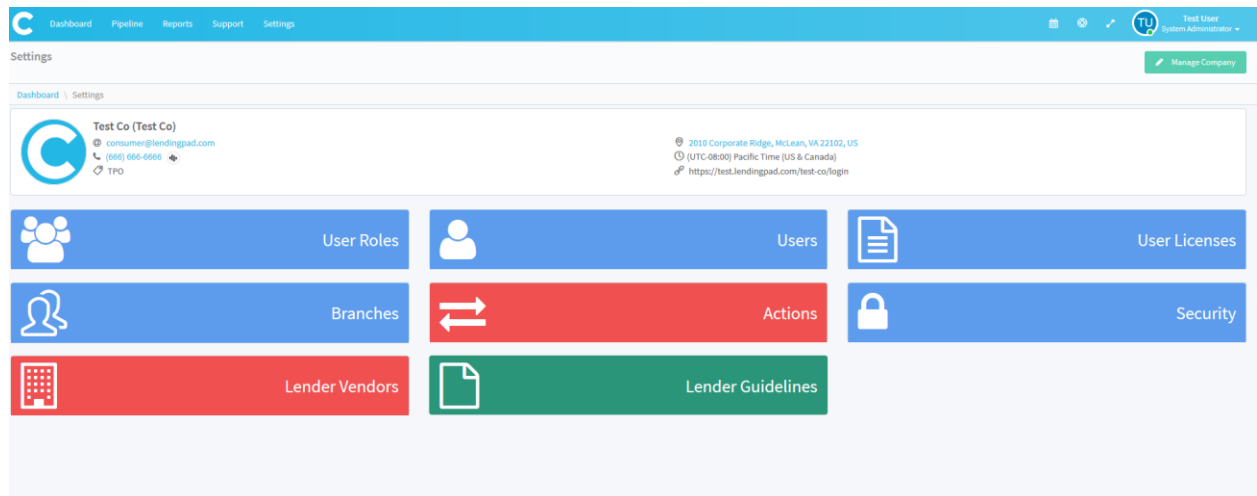 Dashboard Pipeline Reports Support Settings
TU Test User
System Administrator
Settings
Manage Company
Dashboard \ Settings
Test Co (Test Co)
consumer@lendingpad.com
(666) 666-6666
TPO
2010 Corporate Ridge, McLean, VA 22102, US
(UTC-08:00) Pacific Time (US & Canada)
https://test.lendingpad.com/test-co/login
User Roles
Users
User Licenses
Branches
Actions
Security
Lender Vendors
Lender Guidelines